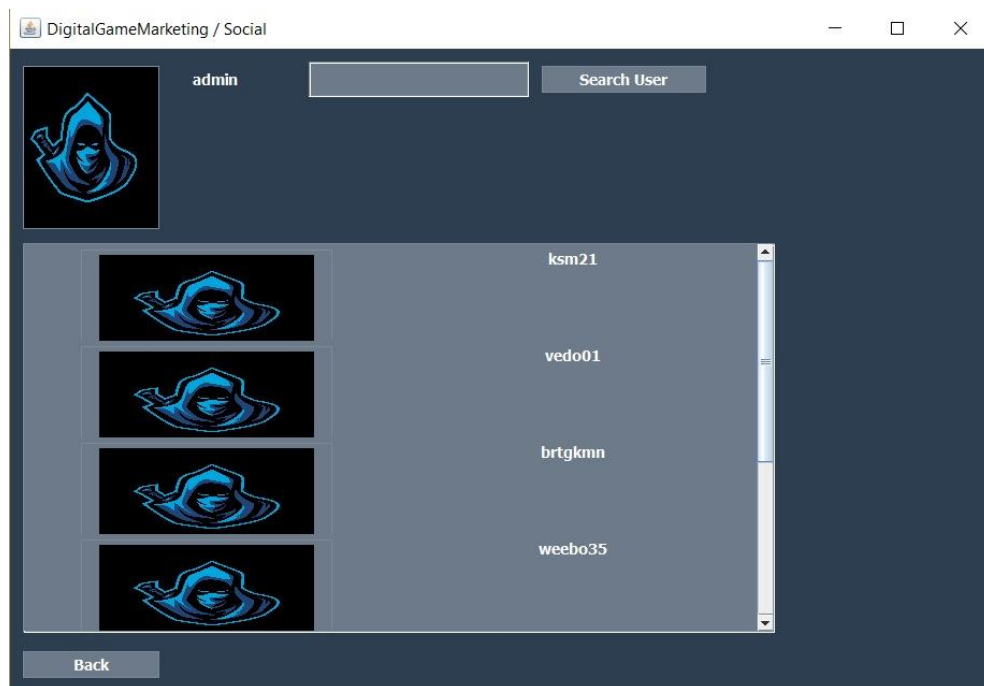 DigitalGameMarketing / Social
admin
Search User
ksm21
vedo01
brtgkmn
weebo35
Back